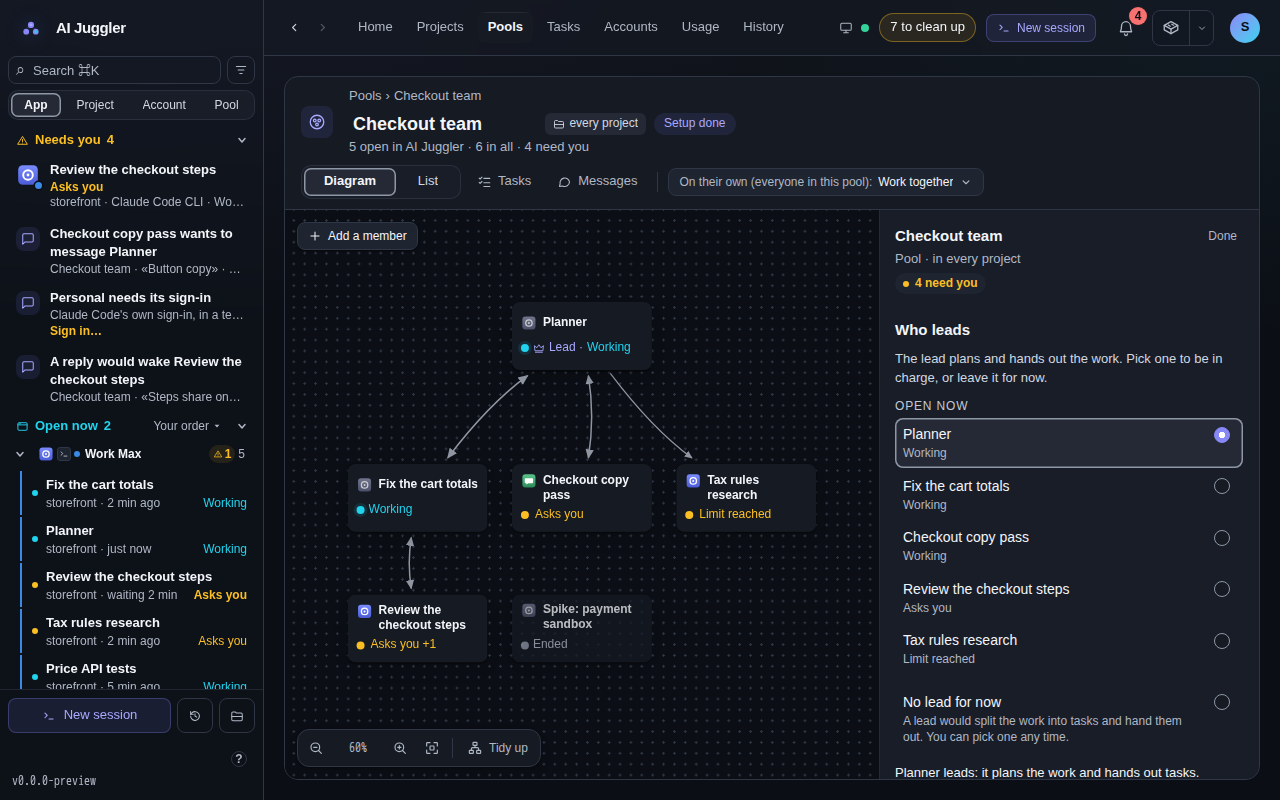 AI Juggler
Search ⌘K
App Project Account Pool
Needs you 4
Review the checkout steps
Asks you
storefront · Claude Code CLI · Wo…
Checkout copy pass wants to
message Planner
Checkout team · «Button copy» · …
Personal needs its sign-in
Claude Code's own sign-in, in a te…
Sign in…
A reply would wake Review the
checkout steps
Checkout team · «Steps share on…
Open now 2 Your order
Work Max 1 5
Fix the cart totals
storefront · 2 min ago Working
Planner
storefront · just now Working
Review the checkout steps
storefront · waiting 2 min Asks you
Tax rules research
storefront · 2 min ago Asks you
Price API tests
storefront · 5 min ago Working
New session
?
v0.0.0-preview
Home Projects Pools Tasks Accounts Usage History
7 to clean up
New session
4
S
Pools › Checkout team
Checkout team every project Setup done
5 open in AI Juggler · 6 in all · 4 need you
Diagram List Tasks Messages On their own (everyone in this pool): Work together
Add a member
Planner
Lead · Working
Fix the cart totals
Working
Checkout copy
pass
Asks you
Tax rules
research
Limit reached
Review the
checkout steps
Asks you +1
Spike: payment
sandbox
Ended
60% Tidy up
Checkout team Done
Pool · in every project
4 need you
Who leads
The lead plans and hands out the work. Pick one to be in
charge, or leave it for now.
OPEN NOW
Planner
Working
Fix the cart totals
Working
Checkout copy pass
Working
Review the checkout steps
Asks you
Tax rules research
Limit reached
No lead for now
A lead would split the work into tasks and hand them
out. You can pick one any time.
Planner leads: it plans the work and hands out tasks.